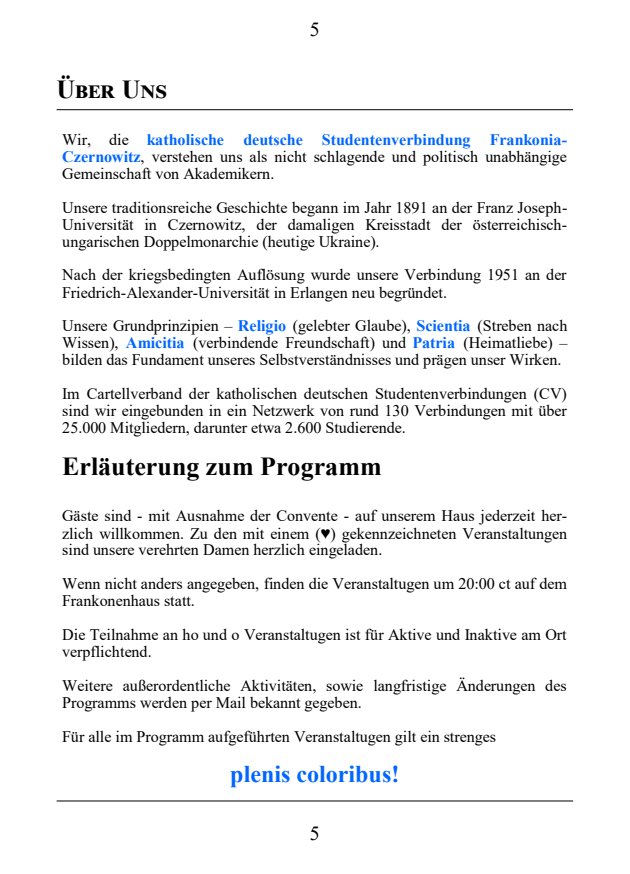 5
Über Uns
Wir, die katholische deutsche Studentenverbindung Frankonia-
Czernowitz, verstehen uns als nicht schlagende und politisch unabhängige
Gemeinschaft von Akademikern.
Unsere traditionsreiche Geschichte begann im Jahr 1891 an der Franz Joseph-
Universität in Czernowitz, der damaligen Kreisstadt der österreichisch-
ungarischen Doppelmonarchie (heutige Ukraine).
Nach der kriegsbedingten Auflösung wurde unsere Verbindung 1951 an der
Friedrich-Alexander-Universität in Erlangen neu begründet.
Unsere Grundprinzipien – Religio (gelebter Glaube), Scientia (Streben nach
Wissen), Amicitia (verbindende Freundschaft) und Patria (Heimatliebe) –
bilden das Fundament unseres Selbstverständnisses und prägen unser Wirken.
Im Cartellverband der katholischen deutschen Studentenverbindungen (CV)
sind wir eingebunden in ein Netzwerk von rund 130 Verbindungen mit über
25.000 Mitgliedern, darunter etwa 2.600 Studierende.
Erläuterung zum Programm
Gäste sind - mit Ausnahme der Convente - auf unserem Haus jederzeit her-
zlich willkommen. Zu den mit einem (♥) gekennzeichneten Veranstaltungen
sind unsere verehrten Damen herzlich eingeladen.
Wenn nicht anders angegeben, finden die Veranstaltugen um 20:00 ct auf dem
Frankonenhaus statt.
Die Teilnahme an ho und o Veranstaltugen ist für Aktive und Inaktive am Ort
verpflichtend.
Weitere außerordentliche Aktivitäten, sowie langfristige Änderungen des
Programms werden per Mail bekannt gegeben.
Für alle im Programm aufgeführten Veranstaltugen gilt ein strenges
plenis coloribus!
5